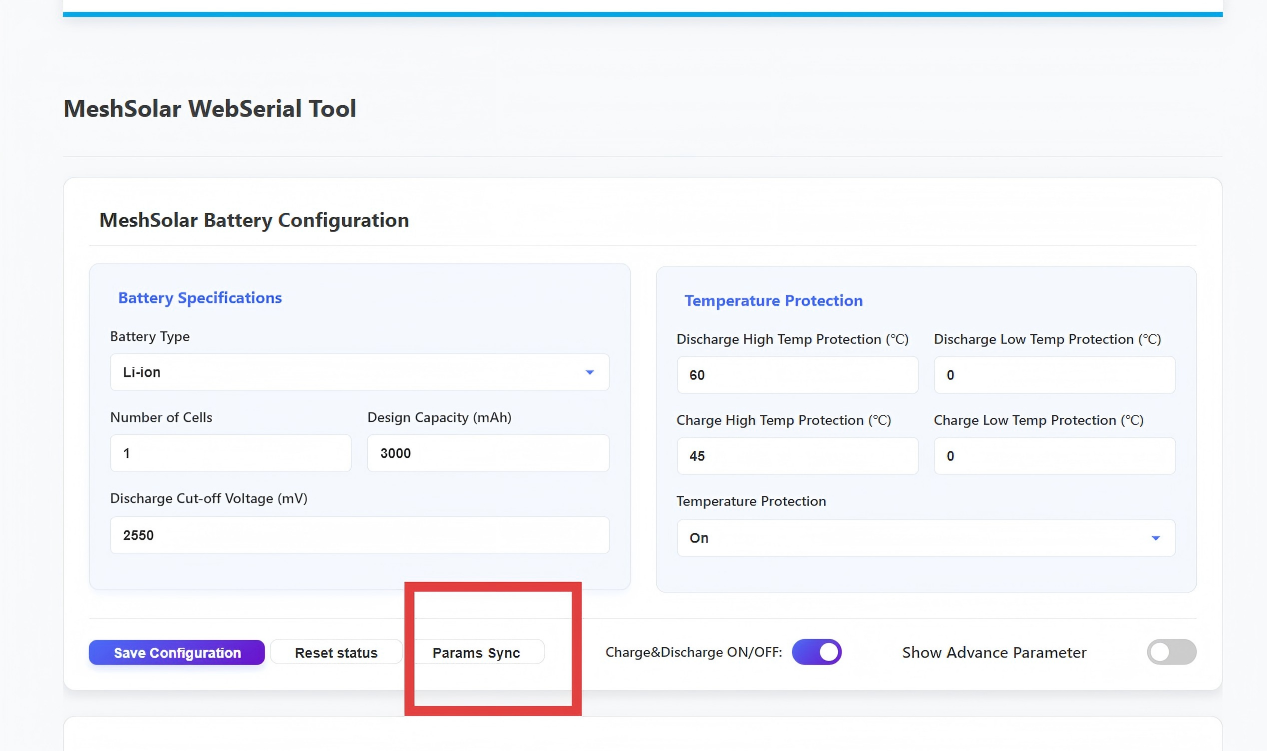 MeshSolar WebSerial Tool
MeshSolar Battery Configuration
Battery Specifications
Battery Type
Li-ion
Number of Cells
Design Capacity (mAh)
1
3000
Discharge Cut-off Voltage (mV)
2550
Temperature Protection
Discharge High Temp Protection (℃)
Discharge Low Temp Protection (℃)
60
0
Charge High Temp Protection (℃)
Charge Low Temp Protection (℃)
45
0
Temperature Protection
On
Save Configuration
Reset status
Params Sync
Charge&Discharge ON/OFF:
Show Advance Parameter